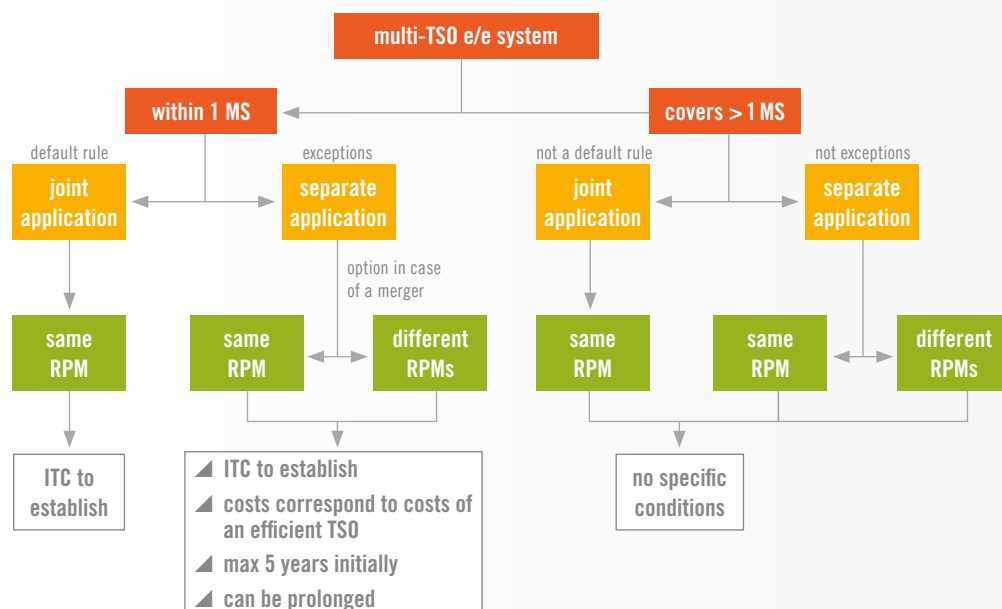 multi-TSO e/e system
within 1 MS
covers > 1 MS
default rule
exceptions
not a default rule
not exceptions
joint
application
separate
application
joint
application
separate
application
option in case
of a merger
same
RPM
same
RPM
different
RPMs
same
RPM
same
RPM
different
RPMs
ITC to
establish
ITC to establish
costs correspond to costs of
an efficient TSO
max 5 years initially
can be prolonged
no specific
conditions